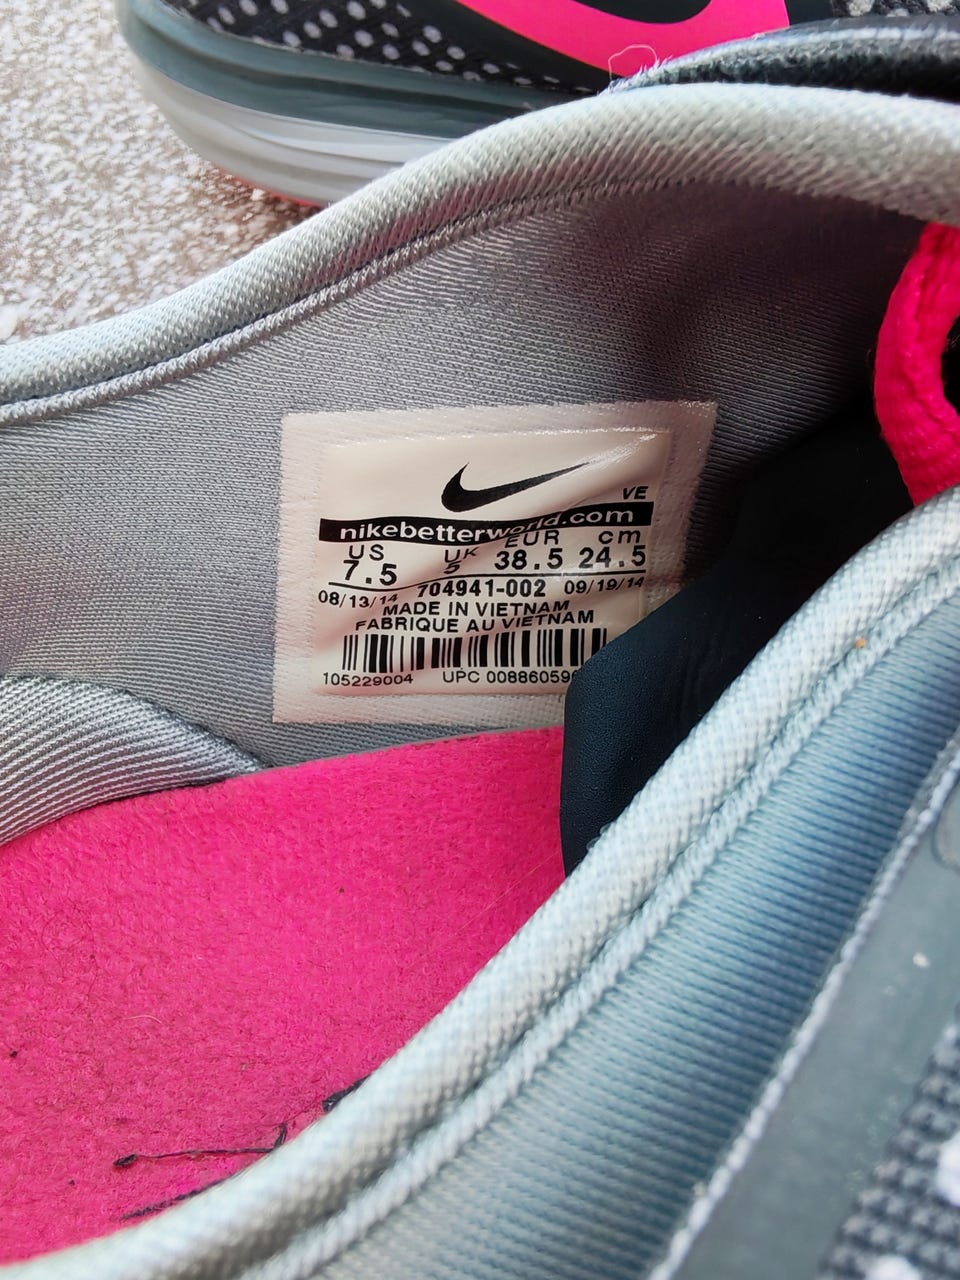 VE
nikebetterworld.com
US UK EUR cm
7.5 5 38.5 24.5
08/13/14 704941-002 09/19/14
MADE IN VIETNAM
FABRIQUE AU VIETNAM
105229004 UPC 00886059